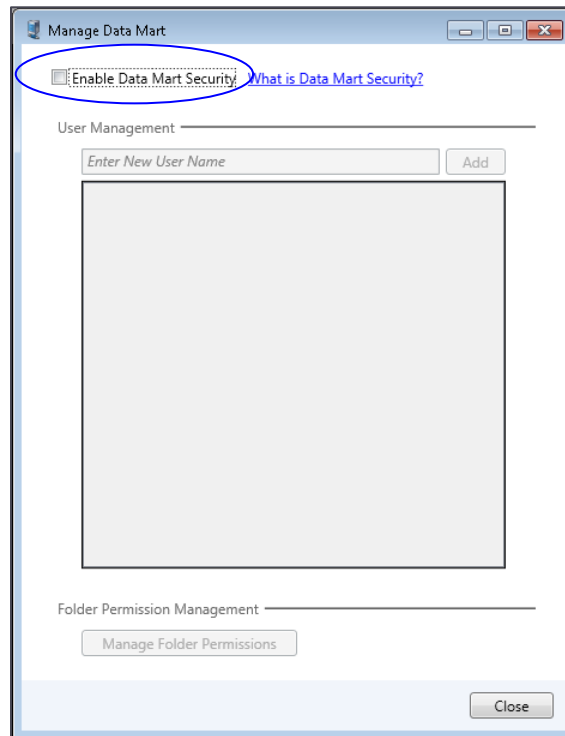 Manage Data Mart
Enable Data Mart Security What is Data Mart Security?
User Management
Enter New User Name Add
Folder Permission Management
Manage Folder Permissions
Close